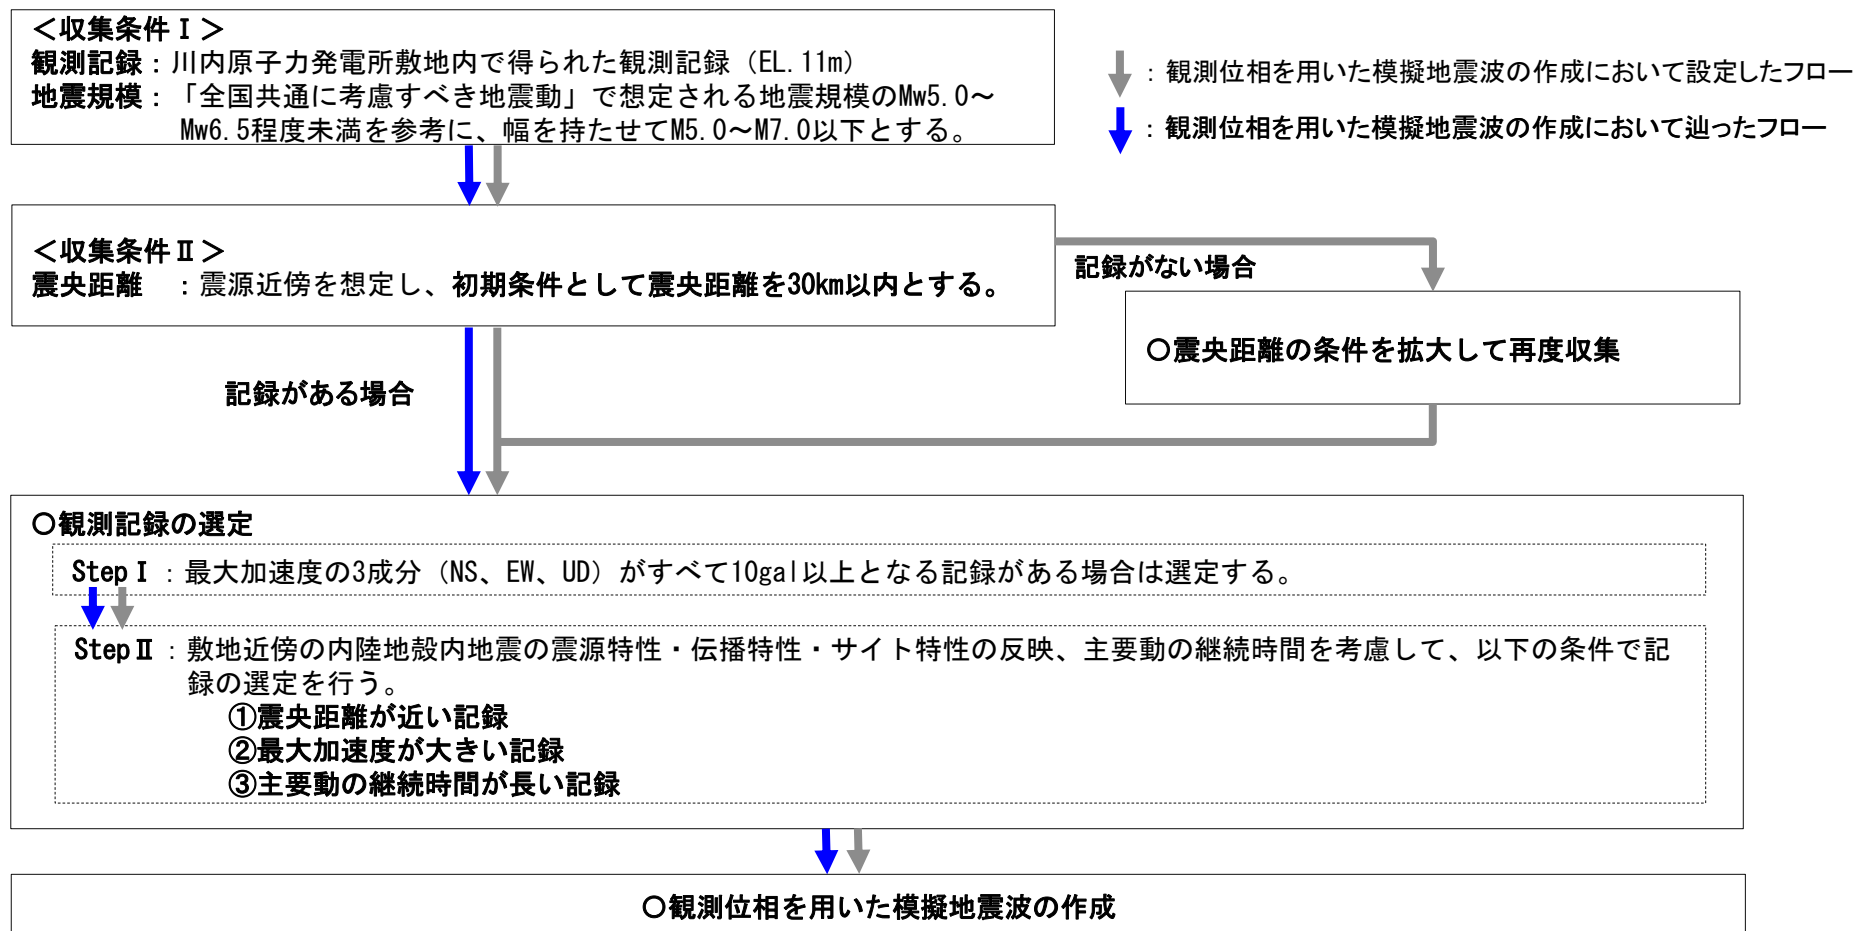 ＜収集条件Ⅰ＞
観測記録：川内原子力発電所敷地内で得られた観測記録（EL.11m）
地震規模：「全国共通に考慮すべき地震動」で想定される地震規模のMw5.0～
Mw6.5程度未満を参考に、幅を持たせてM5.0～M7.0以下とする。
：観測位相を用いた模擬地震波の作成において設定したフロー
：観測位相を用いた模擬地震波の作成において辿ったフロー
＜収集条件Ⅱ＞
震央距離　：震源近傍を想定し、初期条件として震央距離を30km以内とする。
記録がない場合
○震央距離の条件を拡大して再度収集
記録がある場合
○観測記録の選定
StepⅠ：最大加速度の3成分（NS、EW、UD）がすべて10gal以上となる記録がある場合は選定する。
StepⅡ：敷地近傍の内陸地殻内地震の震源特性・伝播特性・サイト特性の反映、主要動の継続時間を考慮して、以下の条件で記
録の選定を行う。
①震央距離が近い記録
②最大加速度が大きい記録
③主要動の継続時間が長い記録
○観測位相を用いた模擬地震波の作成